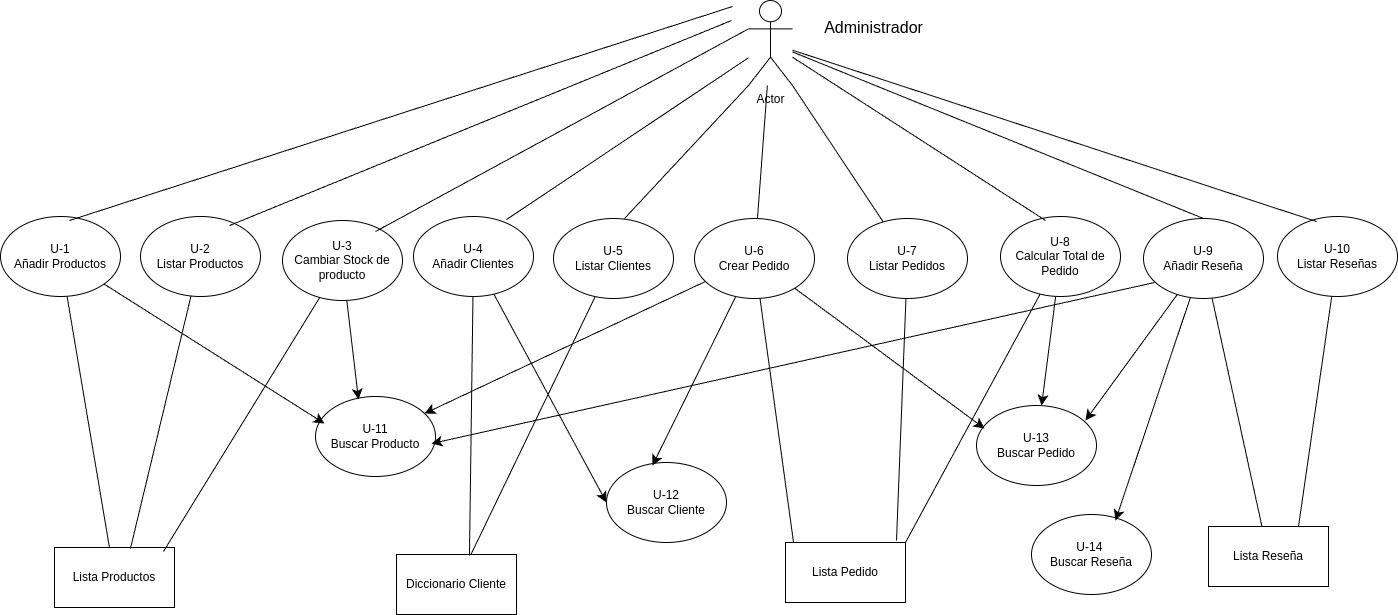 Administrador
Actor
U-1
Añadir Productos
U-2
Listar Productos
U-3
Cambiar Stock de
producto
U-4
Añadir Clientes
U-5
Listar Clientes
U-6
Crear Pedido
U-7
Listar Pedidos
U-8
Calcular Total de
Pedido
U-9
Añadir Reseña
U-10
Listar Reseñas
U-11
Buscar Producto
U-12
Buscar Cliente
U-13
Buscar Pedido
U-14
Buscar Reseña
Lista Productos
Diccionario Cliente
Lista Pedido
Lista Reseña